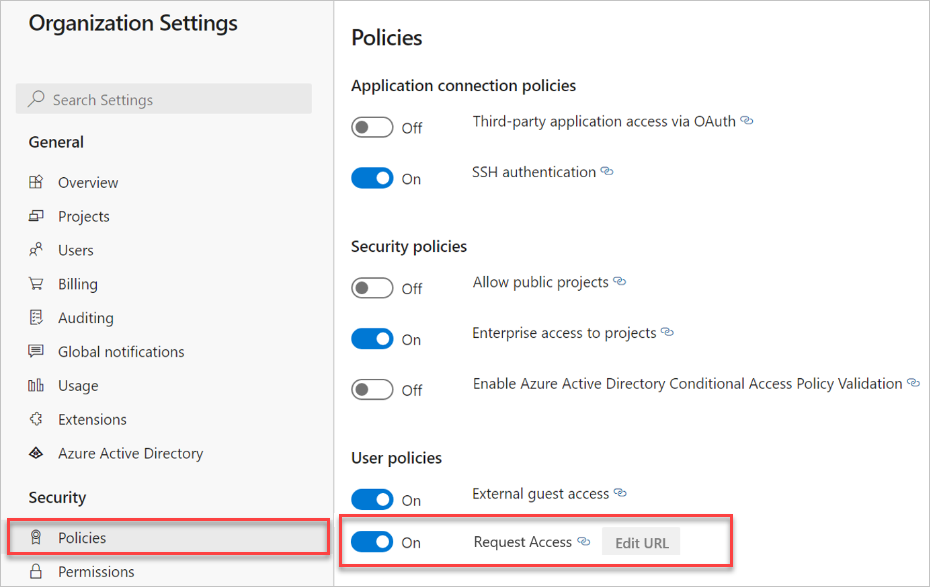 Organization Settings
Search Settings
General
Overview
Projects
Users
Billing
Auditing
Global notifications
Usage
Extensions
Azure Active Directory
Security
Policies
Permissions
Policies
Application connection policies
Off Third-party application access via OAuth
On SSH authentication
Security policies
Off Allow public projects
On Enterprise access to projects
Off Enable Azure Active Directory Conditional Access Policy Validation
User policies
On External guest access
On Request Access Edit URL